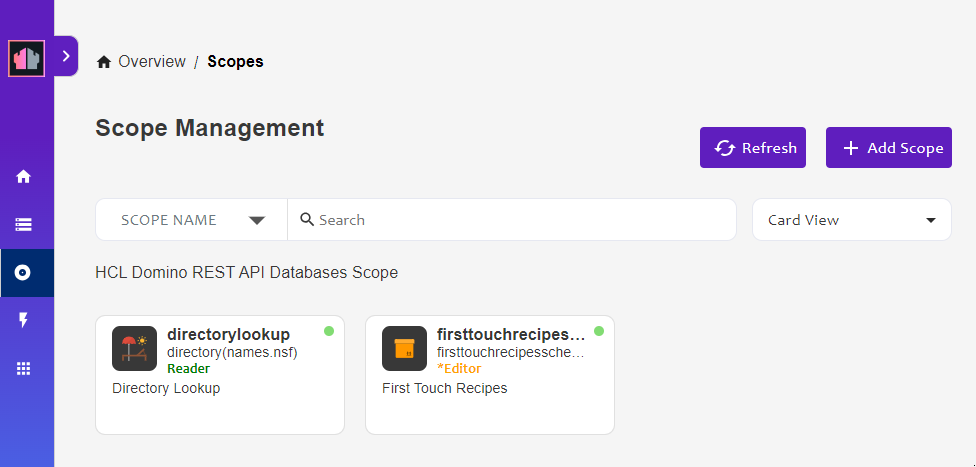 Overview / Scopes
Scope Management
Refresh
Add Scope
SCOPE NAME
Search
Card View
HCL Domino REST API Databases Scope
directorylookup
directory(names.nsf)
Reader
Directory Lookup
firsttouchrecipes...
firsttouchrecipessche...
*Editor
First Touch Recipes